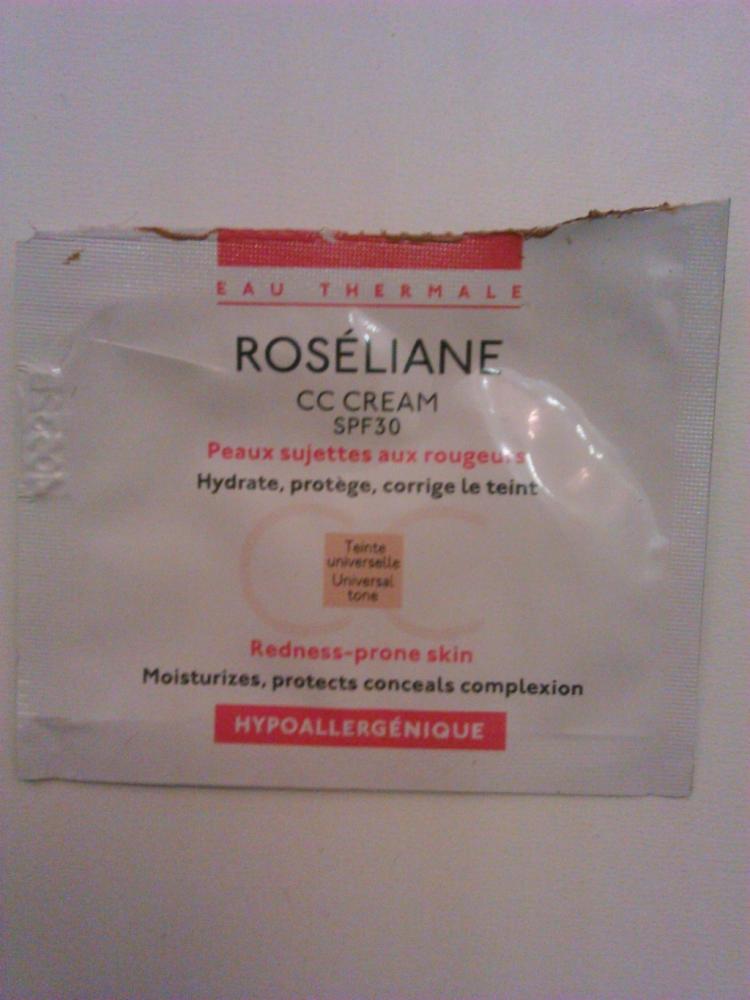 EAU THERMALE
ROSÉLIANE
CC CREAM
SPF30
Peaux sujettes aux rougeurs
Hydrate, protège, corrige le teint
CC
Teinte
universelle
Universal
tone
Redness-prone skin
Moisturizes, protects conceals complexion
HYPOALLERGÉNIQUE